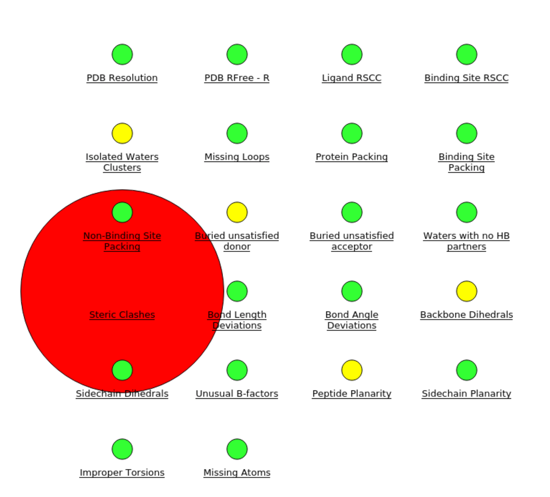 PDB Resolution
PDB RFree - R
Ligand RSCC
Binding Site RSCC
Isolated Waters
Clusters
Missing Loops
Protein Packing
Binding Site
Packing
Non-Binding Site
Packing
Buried unsatisfied
donor
Buried unsatisfied
acceptor
Waters with no HB
partners
Steric Clashes
Bond Length
Deviations
Bond Angle
Deviations
Backbone Dihedrals
Sidechain Dihedrals
Unusual B-factors
Peptide Planarity
Sidechain Planarity
Improper Torsions
Missing Atoms